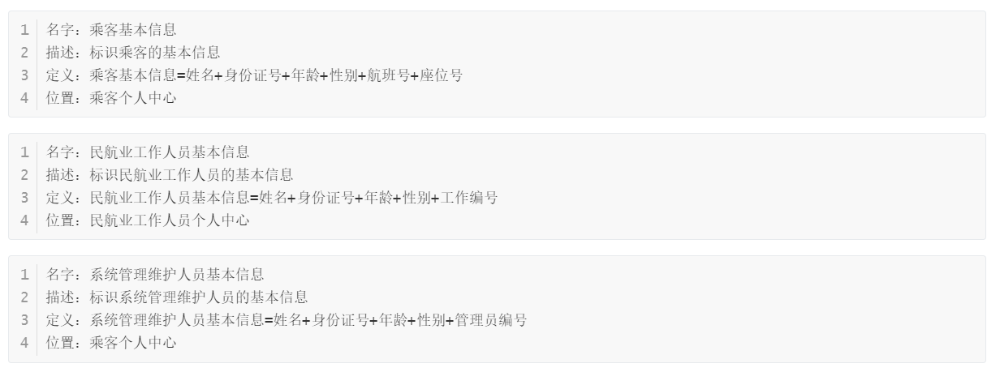 1 名字：乘客基本信息
2 描述：标识乘客的基本信息
3 定义：乘客基本信息=姓名+身份证号+年龄+性别+航班号+座位号
4 位置：乘客个人中心
1 名字：民航业工作人员基本信息
2 描述：标识民航业工作人员的基本信息
3 定义：民航业工作人员基本信息=姓名+身份证号+年龄+性别+工作编号
4 位置：民航业工作人员个人中心
1 名字：系统管理维护人员基本信息
2 描述：标识系统管理维护人员的基本信息
3 定义：系统管理维护人员基本信息=姓名+身份证号+年龄+性别+管理员编号
4 位置：乘客个人中心